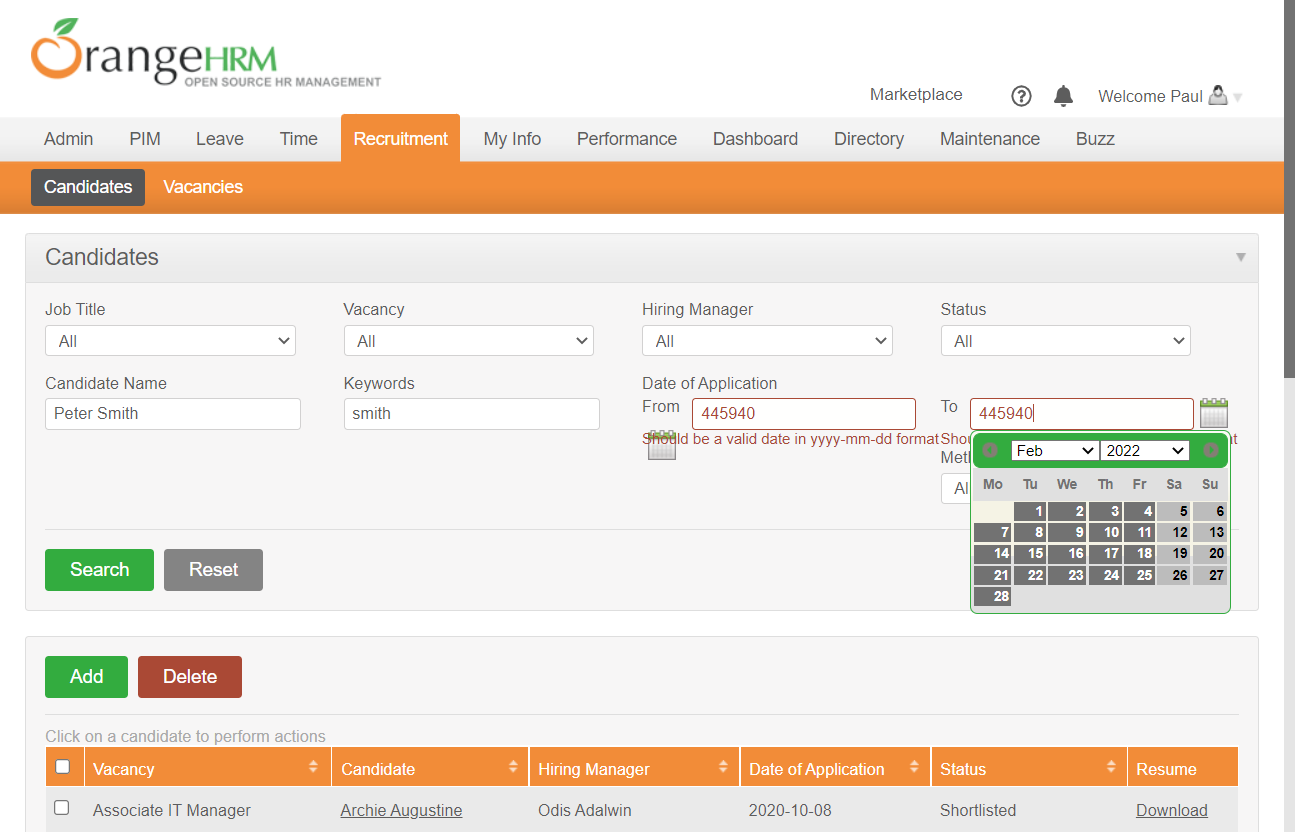 OrangeHRM
OPEN SOURCE HR MANAGEMENT
Marketplace ? Welcome Paul
Admin PIM Leave Time Recruitment My Info Performance Dashboard Directory Maintenance Buzz
Candidates Vacancies
Candidates
Job Title Vacancy Hiring Manager Status
All All All All
Candidate Name Keywords Date of Application
Peter Smith smith From 445940 To 445940
Should be a valid date in yyyy-mm-dd format
Feb 2022
Mo Tu We Th Fr Sa Su
1 2 3 4 5 6
7 8 9 10 11 12 13
14 15 16 17 18 19 20
21 22 23 24 25 26 27
28
Search Reset
Add Delete
Click on a candidate to perform actions
Vacancy Candidate Hiring Manager Date of Application Status Resume
Associate IT Manager Archie Augustine Odis Adalwin 2020-10-08 Shortlisted Download